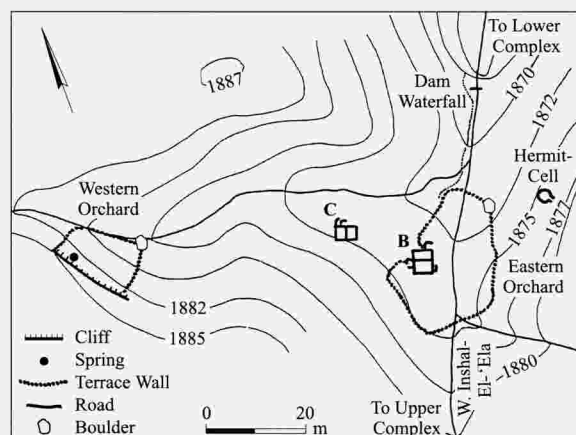 To Lower
Complex
1887
Dam
Waterfall
1870
1872
Hermit-
Cell
Western
Orchard
C
B
1875
1877
Eastern
Orchard
1882
1885
1880
W. Inshal-
El-'Ela
Cliff
Spring
Terrace Wall
Road
Boulder
0 20
m
To Upper
Complex